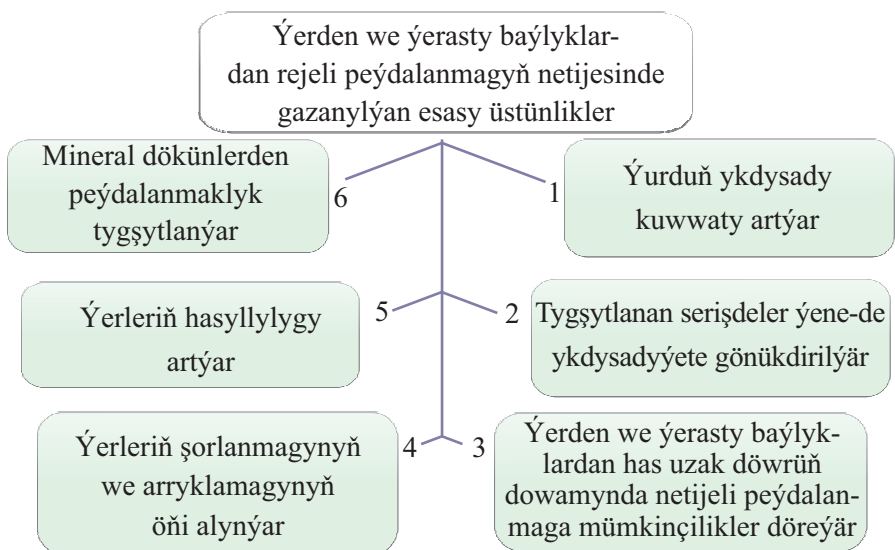 Ýerden we ýerasty baýlyklar-
dan rejeli peýdalanmagyň netijesinde
gazanylýan esasy üstünlikler
Mineral dökünlerden
peýdalanmaklyk
tygşytlanýar
6
1
Ýurduň ykdysady
kuwwaty artýar
Ýerleriň hasyllylygy
artýar
5
2
Tygşytlanan serişdeler ýene-de
ykdysadyýete gönükdirilýär
Ýerleriň şorlanmagynyň
we arryklamagynyň
öňi alynýar
4
3
Ýerden we ýerasty baýlyk-
lardan has uzak döwrüň
dowamynda netijeli peýdalan-
maga mümkinçilikler döreýär